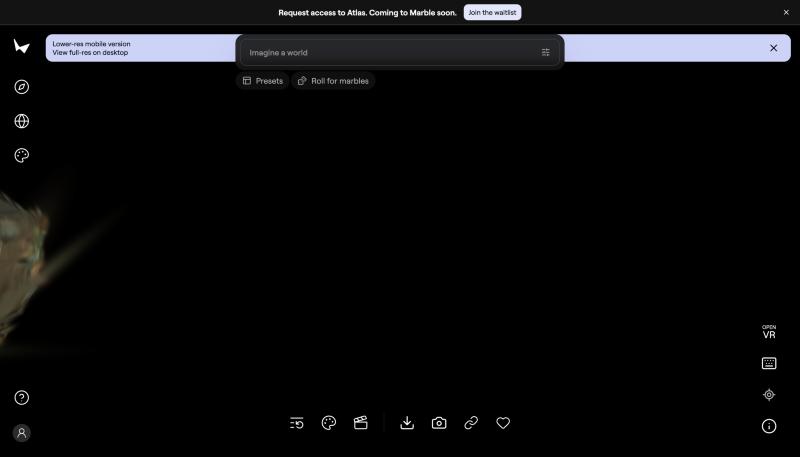 Request access to Atlas. Coming to Marble soon. Join the waitlist
Lower-res mobile version
View full-res on desktop
Imagine a world
Presets
Roll for marbles
OPEN
VR